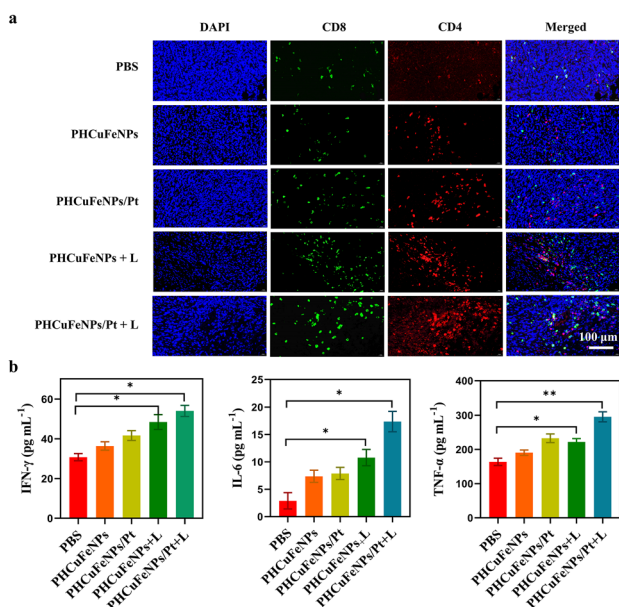 a
DAPI CD8 CD4 Merged
PBS
PHCuFeNPs
PHCuFeNPs/Pt
PHCuFeNPs + L
PHCuFeNPs/Pt + L
100 μm
b
IFN-γ (pg mL⁻¹)
60
40
20
0
*
*
PBS
PHCuFeNPs
PHCuFeNPs/Pt
PHCuFeNPs+L
PHCuFeNPs/Pt+L
IL-6 (pg mL⁻¹)
25
20
15
10
5
0
*
*
PBS
PHCuFeNPs
PHCuFeNPs/Pt
PHCuFeNPs+L
PHCuFeNPs/Pt+L
TNF-α (pg mL⁻¹)
400
300
200
100
0
**
*
PBS
PHCuFeNPs
PHCuFeNPs/Pt
PHCuFeNPs+L
PHCuFeNPs/Pt+L